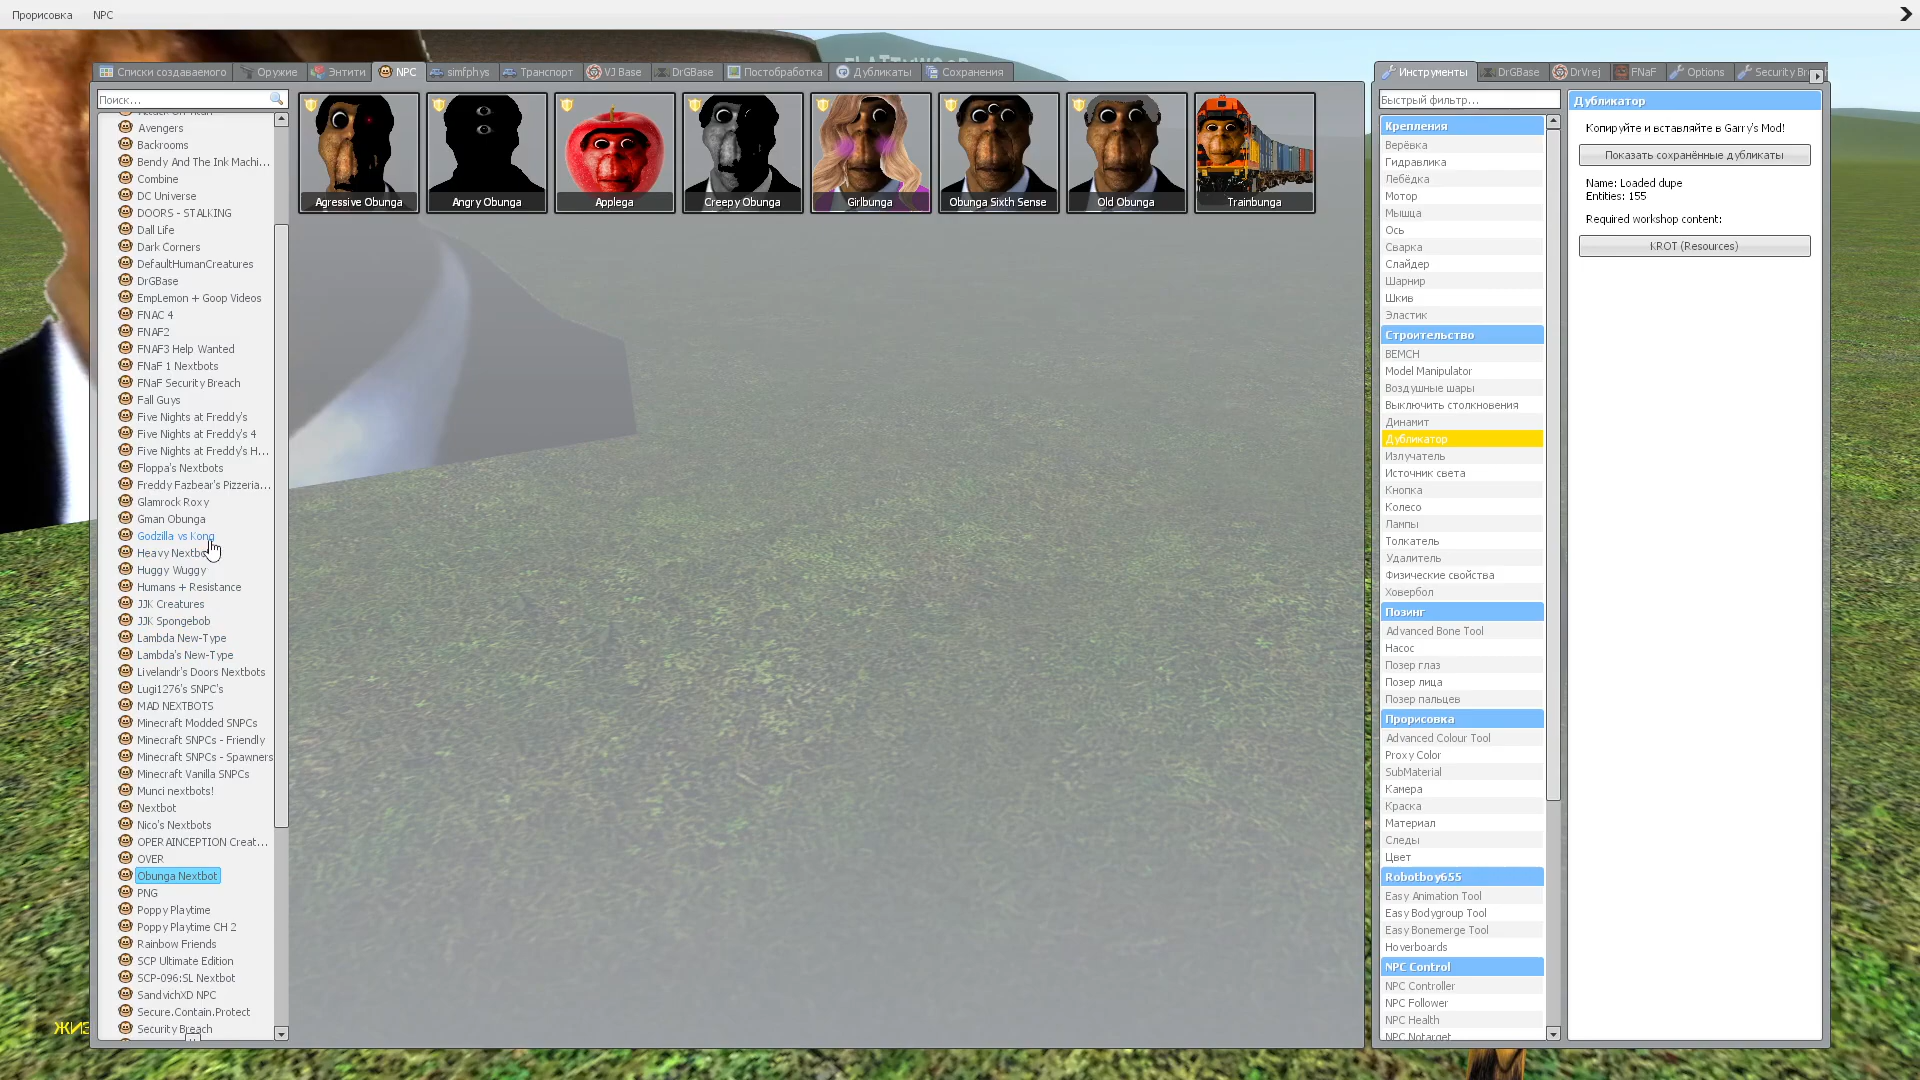 Прорисовка NPC
Списки создаваемого Оружие Энтити NPC simfphys Транспорт VJ Base DrGBase Постобработка Дубликаты Сохранения
Поиск...
Avengers
Backrooms
Bendy And The Ink Machi...
Combine
DC Universe
DOORS - STALKING
Dall Life
Dark Corners
DefaultHumanCreatures
DrGBase
EmpLemon + Goop Videos
FNAC 4
FNAF2
FNAF3 Help Wanted
FNaF 1 Nextbots
FNaF Security Breach
Fall Guys
Five Nights at Freddy's
Five Nights at Freddy's 4
Five Nights at Freddy's H...
Floppa's Nextbots
Freddy Fazbear's Pizzeria...
Glamrock Roxy
Gman Obunga
Godzilla vs Kong
Heavy Nextbo
Huggy Wuggy
Humans + Resistance
JJK Creatures
JJK Spongebob
Lambda New-Type
Lambda's New-Type
Livelandr's Doors Nextbots
Lugi1276's SNPC's
MAD NEXTBOTS
Minecraft Modded SNPCs
Minecraft SNPCs - Friendly
Minecraft SNPCs - Spawners
Minecraft Vanilla SNPCs
Munci nextbots!
Nextbot
Nico's Nextbots
OPERAINCEPTION Creat...
OVER
Obunga Nextbot
PNG
Poppy Playtime
Poppy Playtime CH 2
Rainbow Friends
SCP Ultimate Edition
SCP-096:SL Nextbot
SandvichXD NPC
Secure.Contain.Protect
Security Breach
ЖИЗ
Agressive Obunga
Angry Obunga
Applega
Creepy Obunga
Girlbunga
Obunga Sixth Sense
Old Obunga
Trainbunga
Инструменты DrGBase DrVrej FNaF Options Security Br
Быстрый фильтр...
Крепления
Верёвка
Гидравлика
Лебёдка
Мотор
Мышца
Ось
Сварка
Слайдер
Шарнир
Шкив
Эластик
Строительство
BEMCH
Model Manipulator
Воздушные шары
Выключить столкновения
Динамит
Дубликатор
Излучатель
Источник света
Кнопка
Колесо
Лампы
Толкатель
Удалитель
Физические свойства
Ховербол
Позинг
Advanced Bone Tool
Насос
Позер глаз
Позер лица
Позер пальцев
Прорисовка
Advanced Colour Tool
Proxy Color
SubMaterial
Камера
Краска
Материал
Следы
Цвет
Robotboy655
Easy Animation Tool
Easy Bodygroup Tool
Easy Bonemerge Tool
Hoverboards
NPC Control
NPC Controller
NPC Follower
NPC Health
NPC Notarget
Дубликатор
Копируйте и вставляйте в Garry's Mod!
Показать сохранённые дубликаты
Name: Loaded dupe
Entities: 155
Required workshop content:
KROT (Resources)